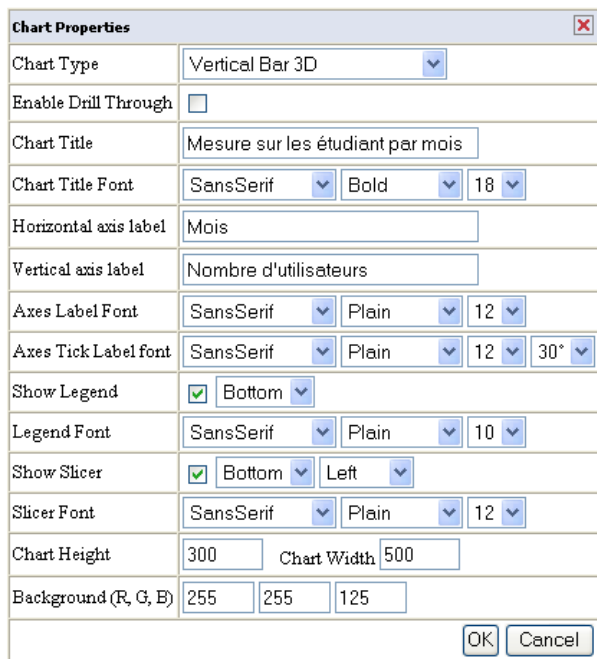 Chart Properties
Chart Type Vertical Bar 3D
Enable Drill Through
Chart Title Mesure sur les étudiant par mois
Chart Title Font SansSerif Bold 18
Horizontal axis label Mois
Vertical axis label Nombre d'utilisateurs
Axes Label Font SansSerif Plain 12
Axes Tick Label font SansSerif Plain 12 30°
Show Legend Bottom
Legend Font SansSerif Plain 10
Show Slicer Bottom Left
Slicer Font SansSerif Plain 12
Chart Height 300 Chart Width 500
Background (R, G, B) 255 255 125
OK Cancel